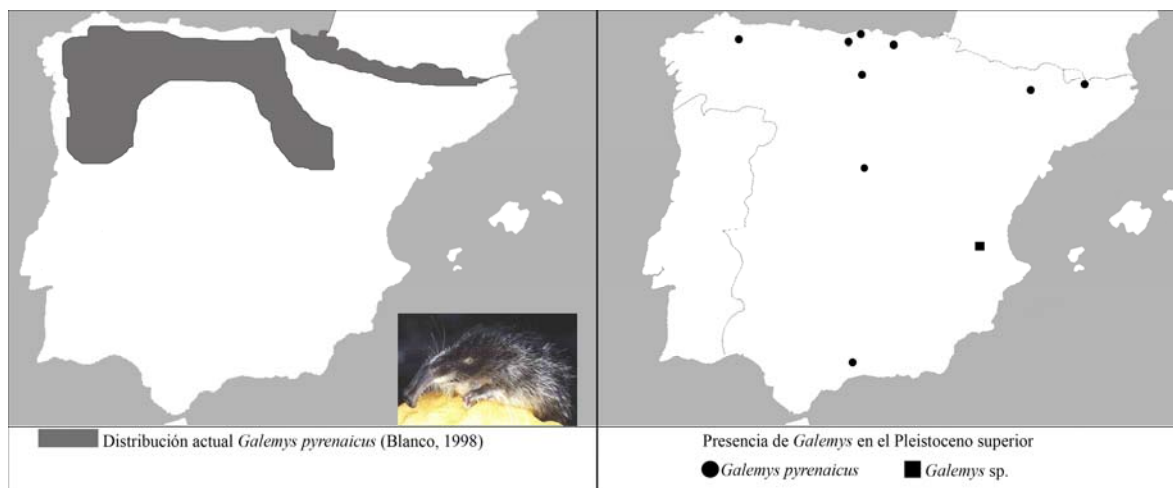 Distribución actual Galemys pyrenaicus (Blanco, 1998)
Presencia de Galemys en el Pleistoceno superior
Galemys pyrenaicus
Galemys sp.